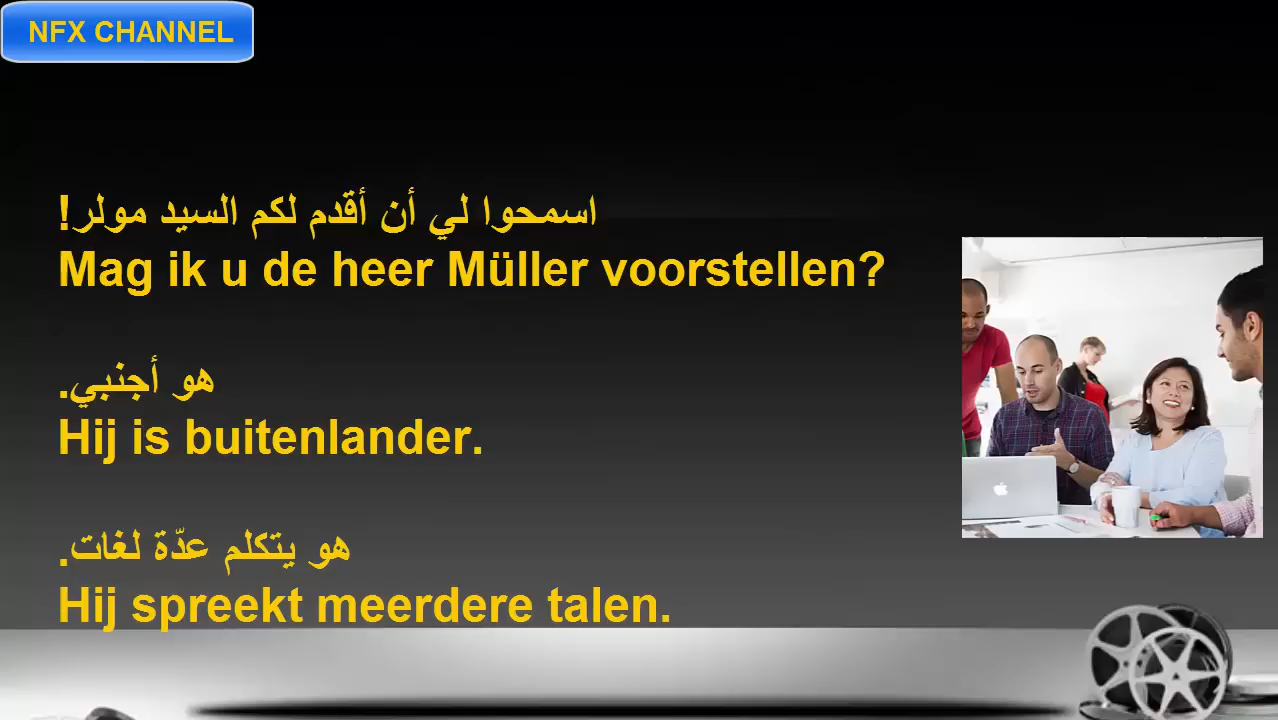 NFX CHANNEL
اسمحوا لي أن أقدم لكم السيد مولر!
Mag ik u de heer Müller voorstellen?
هو أجنبي.
Hij is buitenlander.
هو يتكلم عدّة لغات.
Hij spreekt meerdere talen.